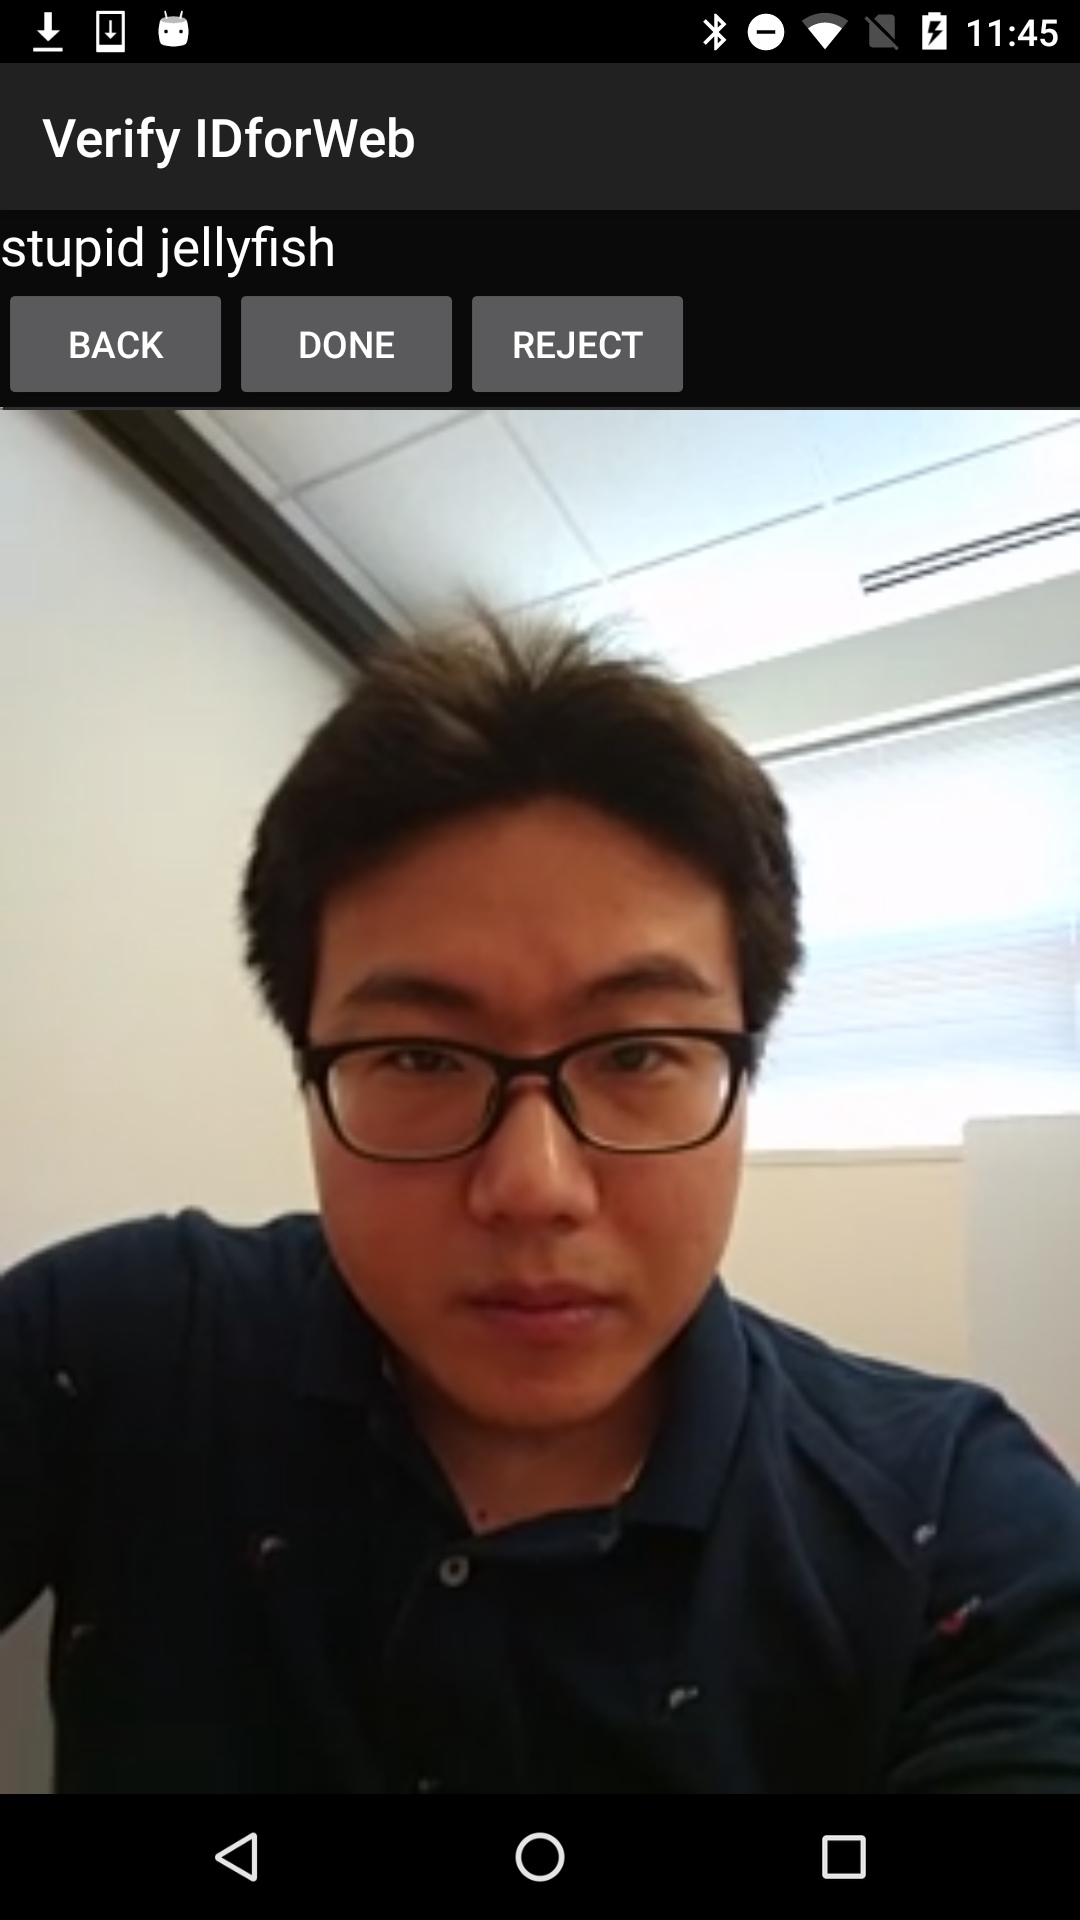 11:45
Verify IDforWeb
stupid jellyfish
BACK DONE REJECT